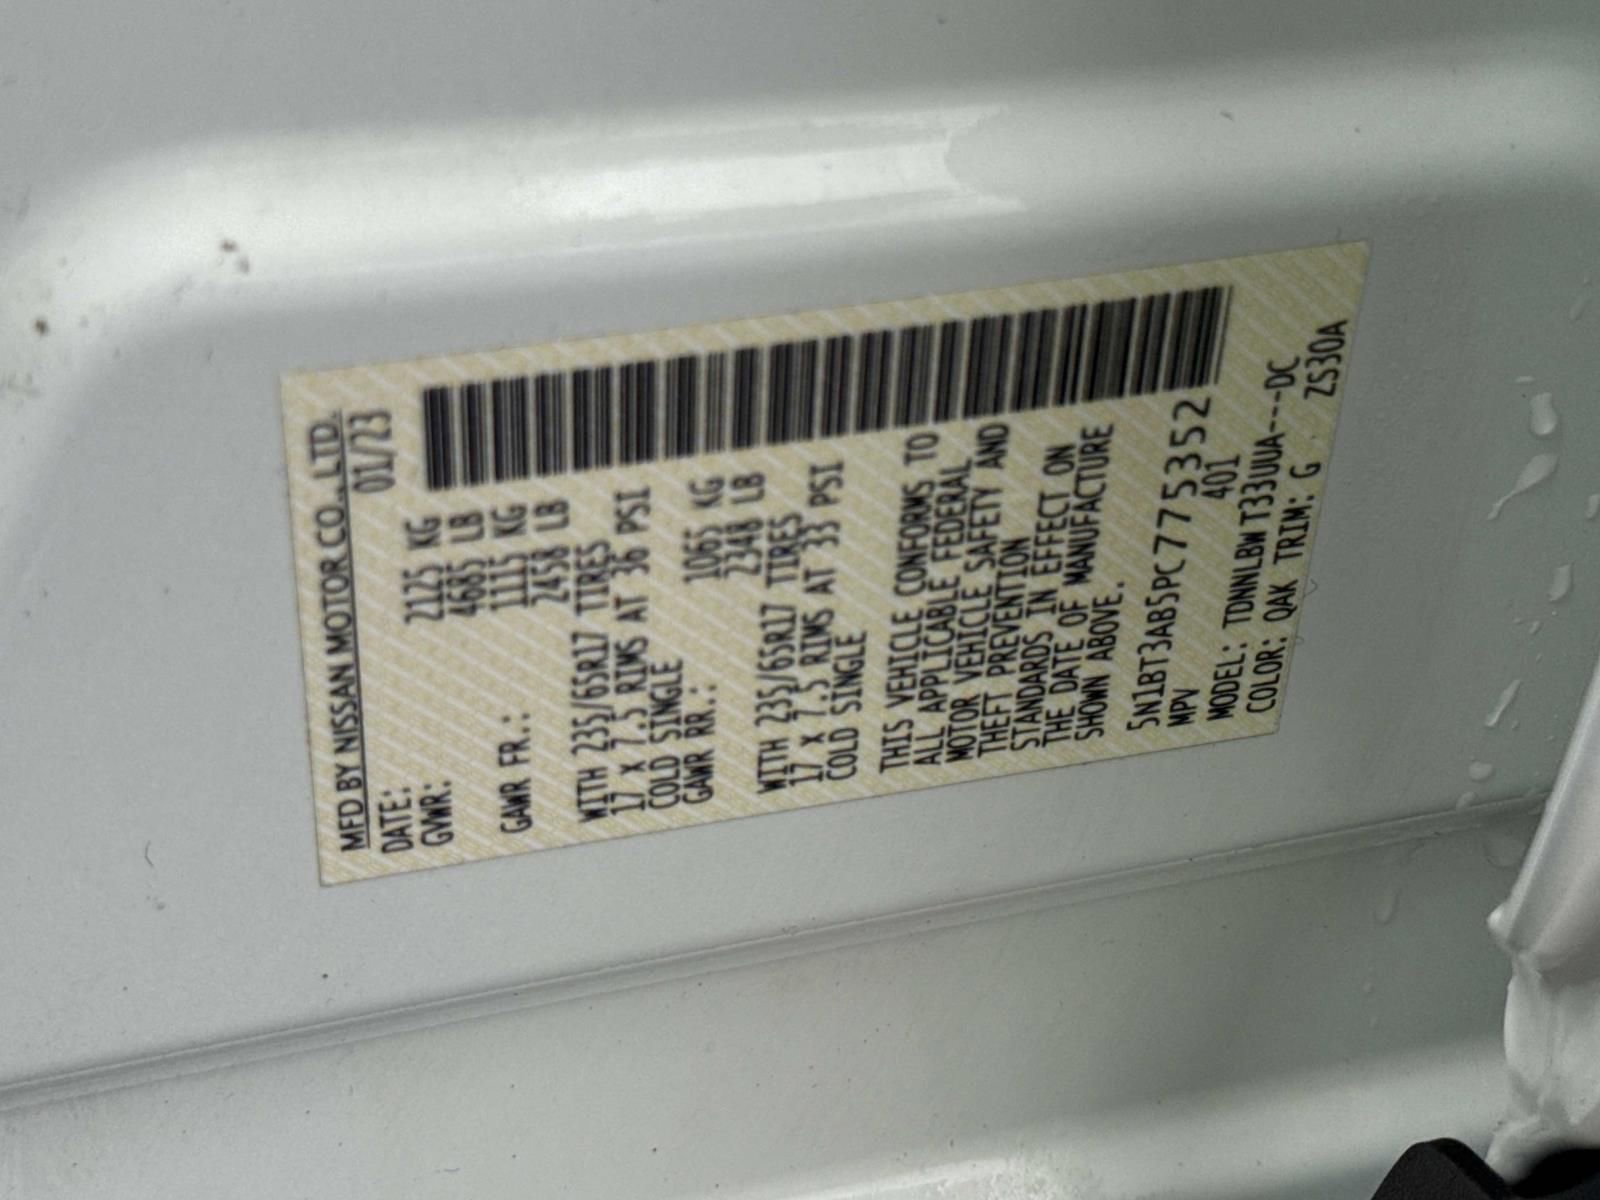 MFD BY NISSAN MOTOR CO.,LTD.
DATE: 01/23
GVWR: 2125 KG
4685 LB
GAWR FR.: 1115 KG
2458 LB
WITH 235/65R17 TIRES
17 x 7.5 RIMS AT 36 PSI
COLD SINGLE
GAWR RR.: 1065 KG
2348 LB
WITH 235/65R17 TIRES
17 x 7.5 RIMS AT 33 PSI
COLD SINGLE
THIS VEHICLE CONFORMS TO
ALL APPLICABLE FEDERAL
MOTOR VEHICLE SAFETY AND
THEFT PREVENTION
STANDARDS IN EFFECT ON
THE DATE OF MANUFACTURE
SHOWN ABOVE.
5N1BT3AB5PC775352
MPV 401
MODEL: TDNNLBWT33UUA---DC
COLOR: QAK TRIM: G ZS30A